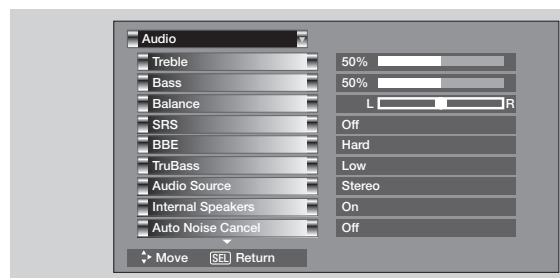 Audio
Treble 50%
Bass 50%
Balance L R
SRS Off
BBE Hard
TruBass Low
Audio Source Stereo
Internal Speakers On
Auto Noise Cancel Off
Move SEL Return